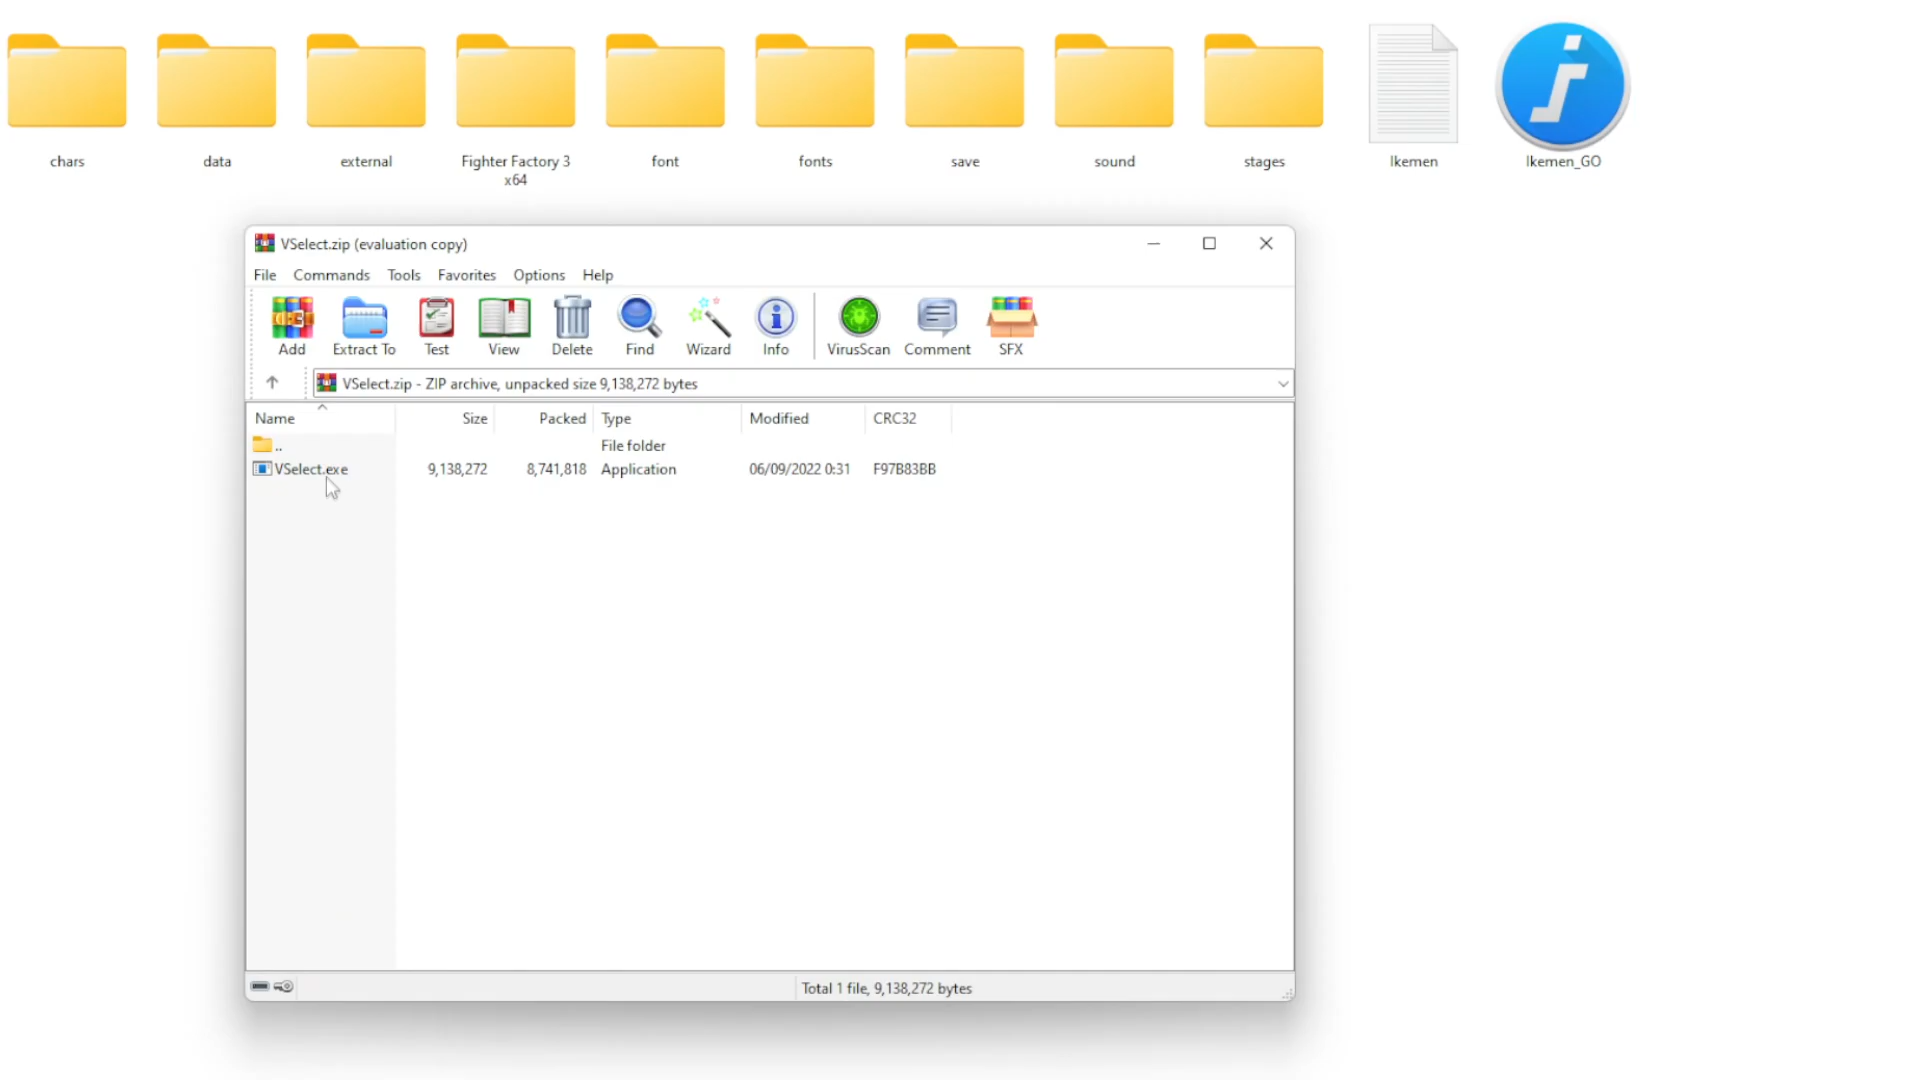 chars
data
external
Fighter Factory 3
x64
font
fonts
save
sound
stages
Ikemen
Ikemen_GO
VSelect.zip (evaluation copy)
File Commands Tools Favorites Options Help
Add Extract To Test View Delete Find Wizard Info VirusScan Comment SFX
VSelect.zip - ZIP archive, unpacked size 9,138,272 bytes
Name Size Packed Type Modified CRC32
.. File folder
VSelect.exe 9,138,272 8,741,818 Application 06/09/2022 0:31 F97B83BB
Total 1 file, 9,138,272 bytes